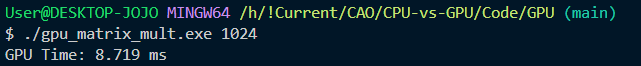 User@DESKTOP-JOJO MINGW64 /h/!Current/CAO/CPU-vs-GPU/Code/GPU (main)
$ ./gpu_matrix_mult.exe 1024
GPU Time: 8.719 ms